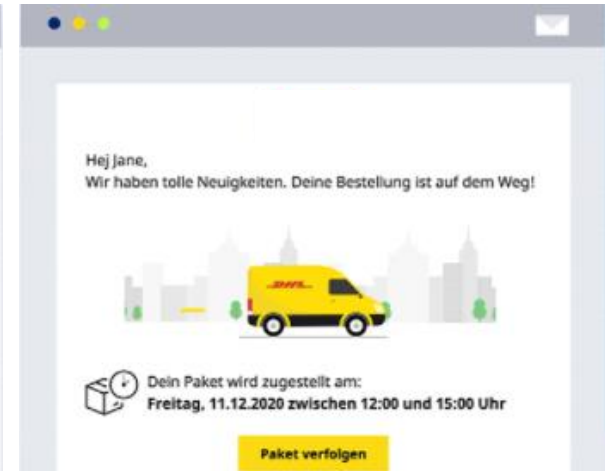 Hej Jane,
Wir haben tolle Neuigkeiten. Deine Bestellung ist auf dem Weg!
DHL
Dein Paket wird zugestellt am:
Freitag, 11.12.2020 zwischen 12:00 und 15:00 Uhr
Paket verfolgen